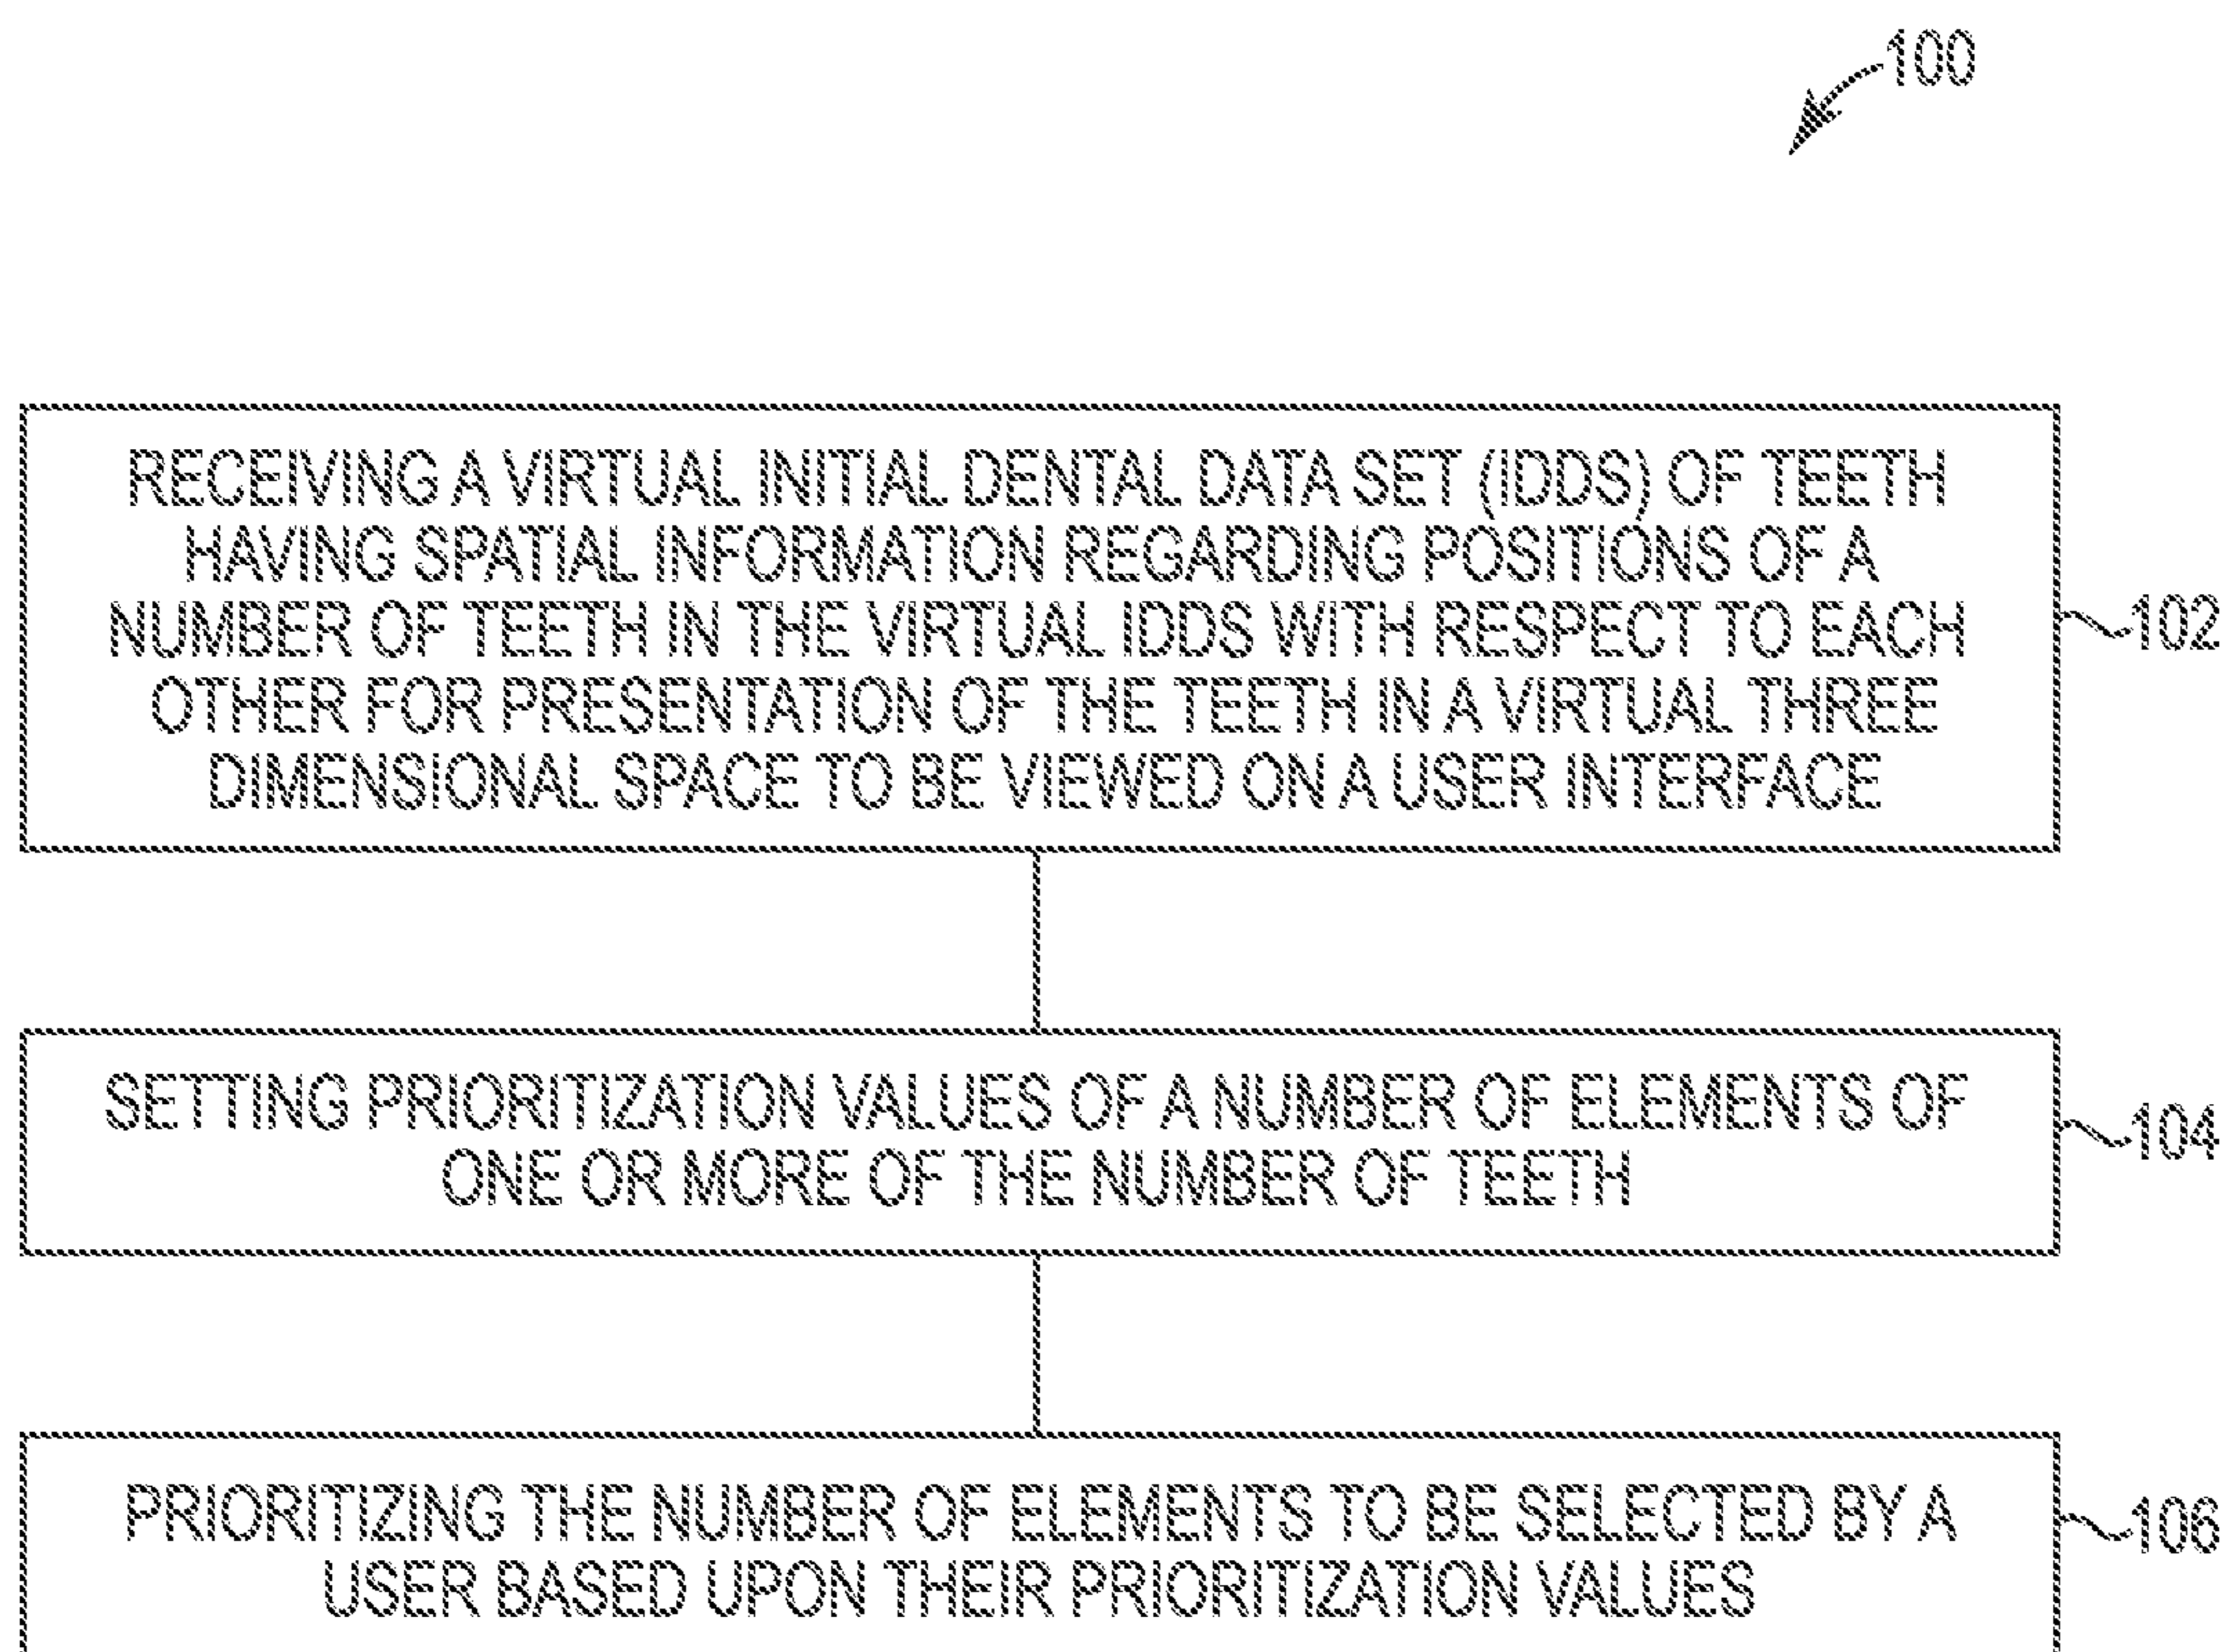 100
RECEIVING A VIRTUAL INITIAL DENTAL DATA SET (IDDS) OF TEETH
HAVING SPATIAL INFORMATION REGARDING POSITIONS OF A
NUMBER OF TEETH IN THE VIRTUAL IDDS WITH RESPECT TO EACH
OTHER FOR PRESENTATION OF THE TEETH IN A VIRTUAL THREE
DIMENSIONAL SPACE TO BE VIEWED ON A USER INTERFACE
102
SETTING PRIORITIZATION VALUES OF A NUMBER OF ELEMENTS OF
ONE OR MORE OF THE NUMBER OF TEETH
104
PRIORITIZING THE NUMBER OF ELEMENTS TO BE SELECTED BY A
USER BASED UPON THEIR PRIORITIZATION VALUES
106